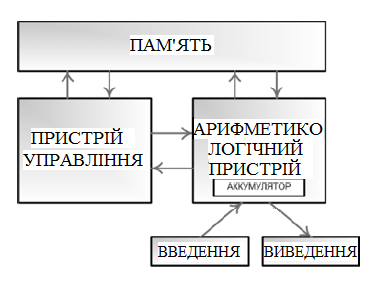 ПАМ'ЯТЬ
ПРИСТРІЙ
УПРАВЛІННЯ
АРИФМЕТИКО
ЛОГІЧНИЙ
ПРИСТРІЙ
АККУМУЛЯТОР
ВВЕДЕННЯ
ВИВЕДЕННЯ